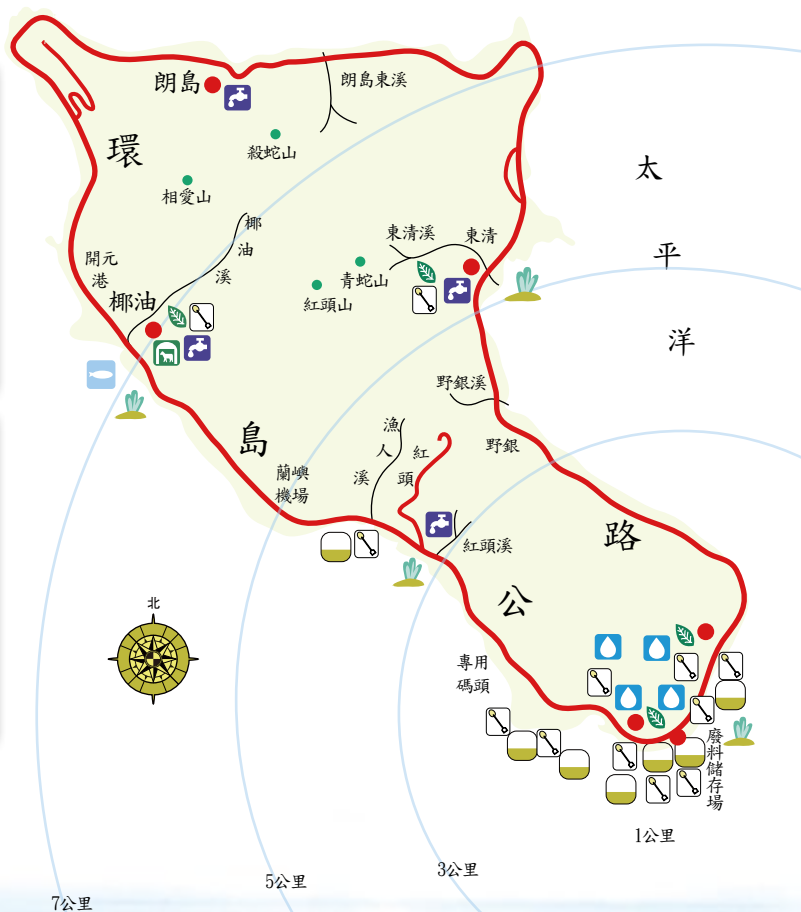 朗島
朗島東溪
環
殺蛇山
太
相愛山
椰
油
溪
東清溪
東清
平
開元
港
青蛇山
紅頭山
椰油
洋
野銀溪
島
漁
人
溪
紅
頭
野銀
蘭嶼
機場
路
紅頭溪
公
北
專用
碼頭
廢料儲存場
1公里
3公里
5公里
7公里